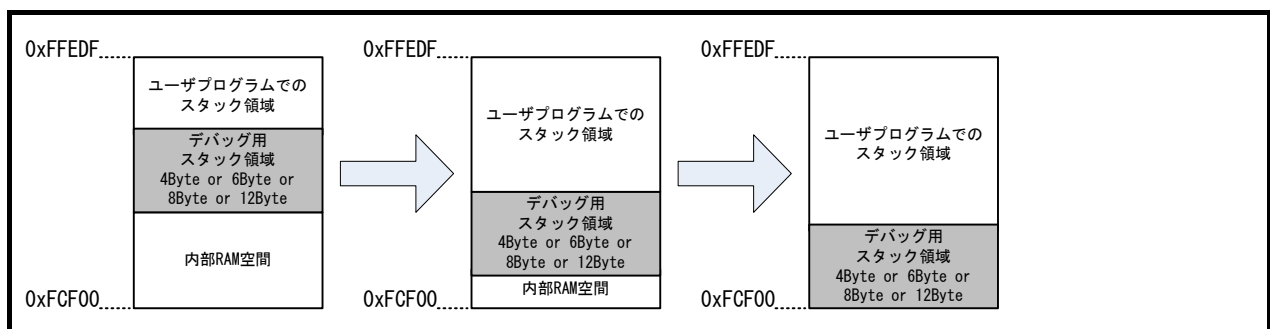 0xFFEDF
ユーザプログラムでの
スタック領域
デバッグ用
スタック領域
4Byte or 6Byte or
8Byte or 12Byte
内部RAM空間
0xFCF00
0xFFEDF
ユーザプログラムでの
スタック領域
デバッグ用
スタック領域
4Byte or 6Byte or
8Byte or 12Byte
内部RAM空間
0xFCF00
0xFFEDF
ユーザプログラムでの
スタック領域
デバッグ用
スタック領域
4Byte or 6Byte or
8Byte or 12Byte
0xFCF00